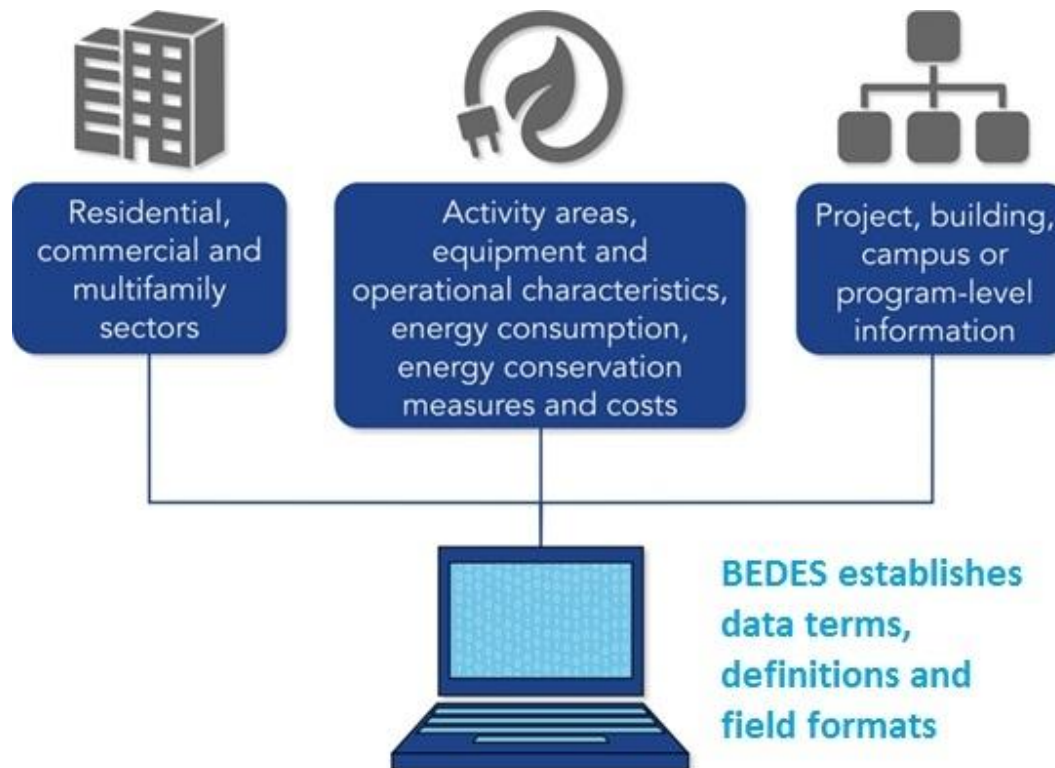 Residential,
commercial and
multifamily
sectors
Activity areas,
equipment and
operational characteristics,
energy consumption,
energy conservation
measures and costs
Project, building,
campus or
program-level
information
BEDES establishes
data terms,
definitions and
field formats